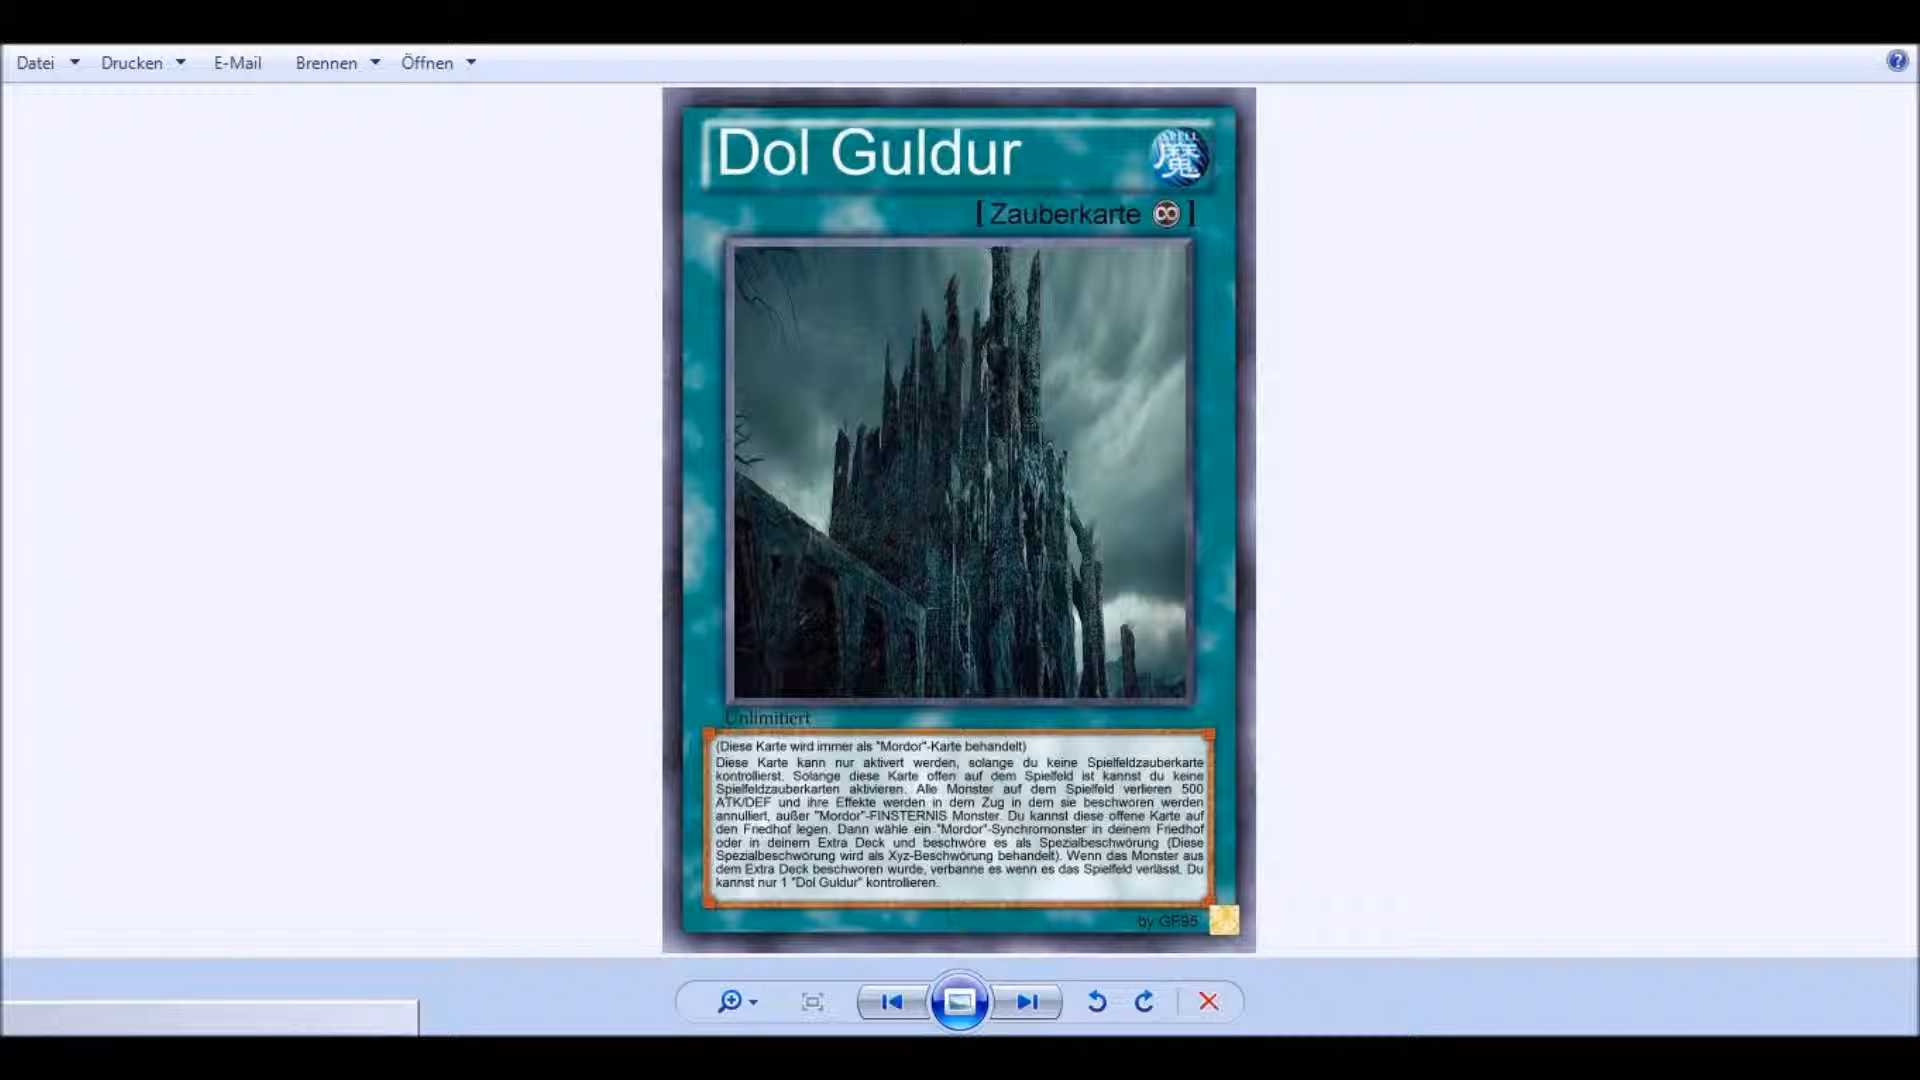 Datei Drucken E-Mail Brennen Öffnen
Dol Guldur
SPELL
魔
[ Zauberkarte ]
Unlimitiert
(Diese Karte wird immer als "Mordor"-Karte behandelt)
Diese Karte kann nur aktivert werden, solange du keine Spielfeldzauberkarte
kontrollierst. Solange diese Karte offen auf dem Spielfeld ist kannst du keine
Spielfeldzauberkarten aktivieren. Alle Monster auf dem Spielfeld verlieren 500
ATK/DEF und ihre Effekte werden in dem Zug in dem sie beschworen werden
annulliert, außer "Mordor"-FINSTERNIS Monster. Du kannst diese offene Karte auf
den Friedhof legen. Dann wähle ein "Mordor"-Synchromonster in deinem Friedhof
oder in deinem Extra Deck und beschwöre es als Spezialbeschwörung (Diese
Spezialbeschwörung wird als Xyz-Beschwörung behandelt). Wenn das Monster aus
dem Extra Deck beschworen wurde, verbanne es wenn es das Spielfeld verlässt. Du
kannst nur 1 "Dol Guldur" kontrollieren.
by GF95